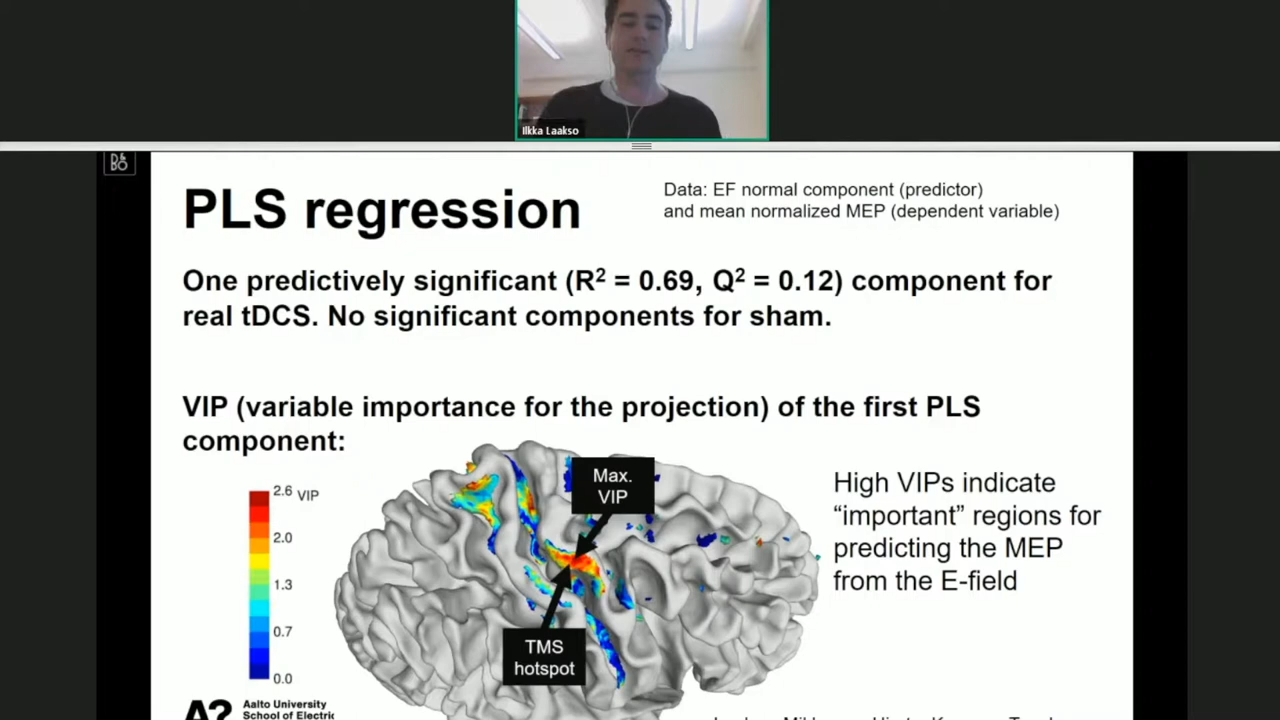 Ilkka Laakso
PLS regression
Data: EF normal component (predictor)
and mean normalized MEP (dependent variable)
One predictively significant (R² = 0.69, Q² = 0.12) component for
real tDCS. No significant components for sham.
VIP (variable importance for the projection) of the first PLS
component:
Max.
VIP
2.6 VIP
2.0
1.3
0.7
0.0
TMS
hotspot
High VIPs indicate
“important” regions for
predicting the MEP
from the E-field
A?
Aalto University
School of Electric